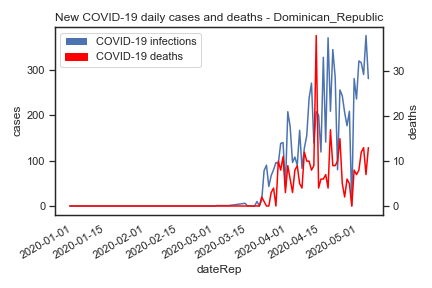 New COVID-19 daily cases and deaths - Dominican_Republic
COVID-19 infections
COVID-19 deaths
cases
300
200
100
0
deaths
30
20
10
0
2020-01-01
2020-01-15
2020-02-01
2020-02-15
2020-03-01
2020-03-15
2020-04-01
2020-04-15
2020-05-01
dateRep